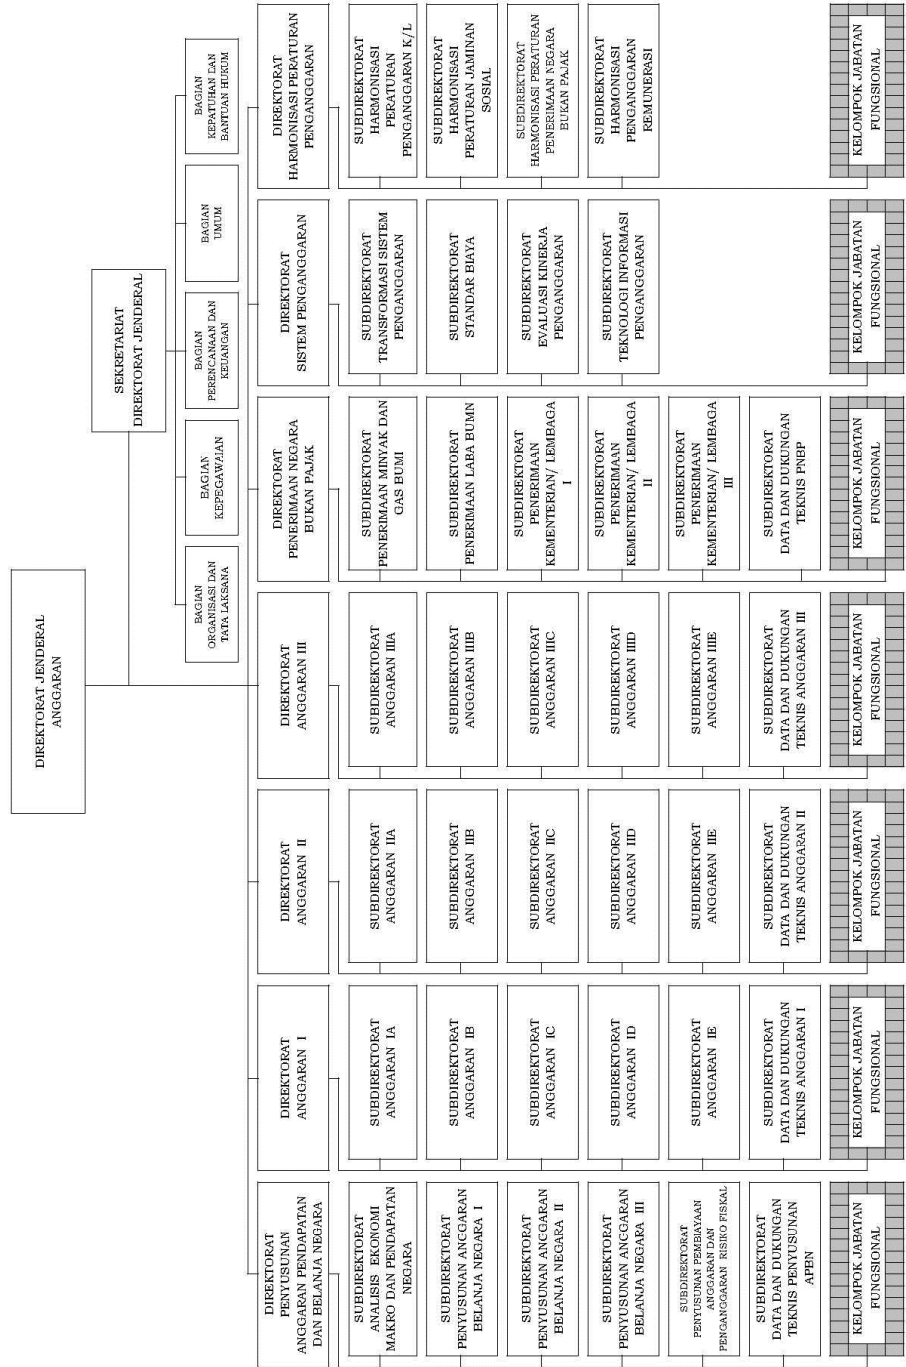 DIREKTORAT JENDERAL
ANGGARAN
SEKRETARIAT
DIREKTORAT JENDERAL
BAGIAN
ORGANISASI DAN
TATA LAKSANA
BAGIAN
KEPEGAWAIAN
BAGIAN
PERENCANAAN DAN
KEUANGAN
BAGIAN
UMUM
BAGIAN
KEPATUHAN DAN
BANTUAN HUKUM
DIREKTORAT
PENYUSUNAN
ANGGARAN PENDAPATAN
DAN BELANJA NEGARA
DIREKTORAT
ANGGARAN I
DIREKTORAT
ANGGARAN II
DIREKTORAT
ANGGARAN III
DIREKTORAT
PENERIMAAN NEGARA
BUKAN PAJAK
DIREKTORAT
SISTEM PENGANGGARAN
DIREKTORAT
HARMONISASI PERATURAN
PENGANGGARAN
SUBDIREKTORAT
ANALISIS EKONOMI
MAKRO DAN PENDAPATAN
NEGARA
SUBDIREKTORAT
ANGGARAN IA
SUBDIREKTORAT
ANGGARAN IIA
SUBDIREKTORAT
ANGGARAN IIIA
SUBDIREKTORAT
PENERIMAAN MINYAK DAN
GAS BUMI
SUBDIREKTORAT
TRANSFORMASI SISTEM
PENGANGGARAN
SUBDIREKTORAT
HARMONISASI
PERATURAN
PENGANGGARAN K/L
SUBDIREKTORAT
PENYUSUNAN ANGGARAN
BELANJA NEGARA I
SUBDIREKTORAT
ANGGARAN IB
SUBDIREKTORAT
ANGGARAN IIB
SUBDIREKTORAT
ANGGARAN IIIB
SUBDIREKTORAT
PENERIMAAN LABA BUMN
SUBDIREKTORAT
STANDAR BIAYA
SUBDIREKTORAT
HARMONISASI
PERATURAN JAMINAN
SOSIAL
SUBDIREKTORAT
PENYUSUNAN ANGGARAN
BELANJA NEGARA II
SUBDIREKTORAT
ANGGARAN IC
SUBDIREKTORAT
ANGGARAN IIC
SUBDIREKTORAT
ANGGARAN IIIC
SUBDIREKTORAT
PENERIMAAN
KEMENTERIAN/ LEMBAGA
I
SUBDIREKTORAT
EVALUASI KINERJA
PENGANGGARAN
SUBDIREKTORAT
HARMONISASI PERATURAN
PENERIMAAN NEGARA
BUKAN PAJAK
SUBDIREKTORAT
PENYUSUNAN ANGGARAN
BELANJA NEGARA III
SUBDIREKTORAT
ANGGARAN ID
SUBDIREKTORAT
ANGGARAN IID
SUBDIREKTORAT
ANGGARAN IIID
SUBDIREKTORAT
PENERIMAAN
KEMENTERIAN/ LEMBAGA
II
SUBDIREKTORAT
TEKNOLOGI INFORMASI
PENGANGGARAN
SUBDIREKTORAT
HARMONISASI
PENGANGGARAN
REMUNERASI
SUBDIREKTORAT
PENYUSUNAN PEMBIAYAAN
ANGGARAN DAN
PENGANGGARAN RISIKO FISKAL
SUBDIREKTORAT
ANGGARAN IE
SUBDIREKTORAT
ANGGARAN IIE
SUBDIREKTORAT
ANGGARAN IIIE
SUBDIREKTORAT
PENERIMAAN
KEMENTERIAN/ LEMBAGA
III
SUBDIREKTORAT
DATA DAN DUKUNGAN
TEKNIS PENYUSUNAN
APBN
SUBDIREKTORAT
DATA DAN DUKUNGAN
TEKNIS ANGGARAN I
SUBDIREKTORAT
DATA DAN DUKUNGAN
TEKNIS ANGGARAN II
SUBDIREKTORAT
DATA DAN DUKUNGAN
TEKNIS ANGGARAN III
SUBDIREKTORAT
DATA DAN DUKUNGAN
TEKNIS PNBP
KELOMPOK JABATAN
FUNGSIONAL
KELOMPOK JABATAN
FUNGSIONAL
KELOMPOK JABATAN
FUNGSIONAL
KELOMPOK JABATAN
FUNGSIONAL
KELOMPOK JABATAN
FUNGSIONAL
KELOMPOK JABATAN
FUNGSIONAL
KELOMPOK JABATAN
FUNGSIONAL